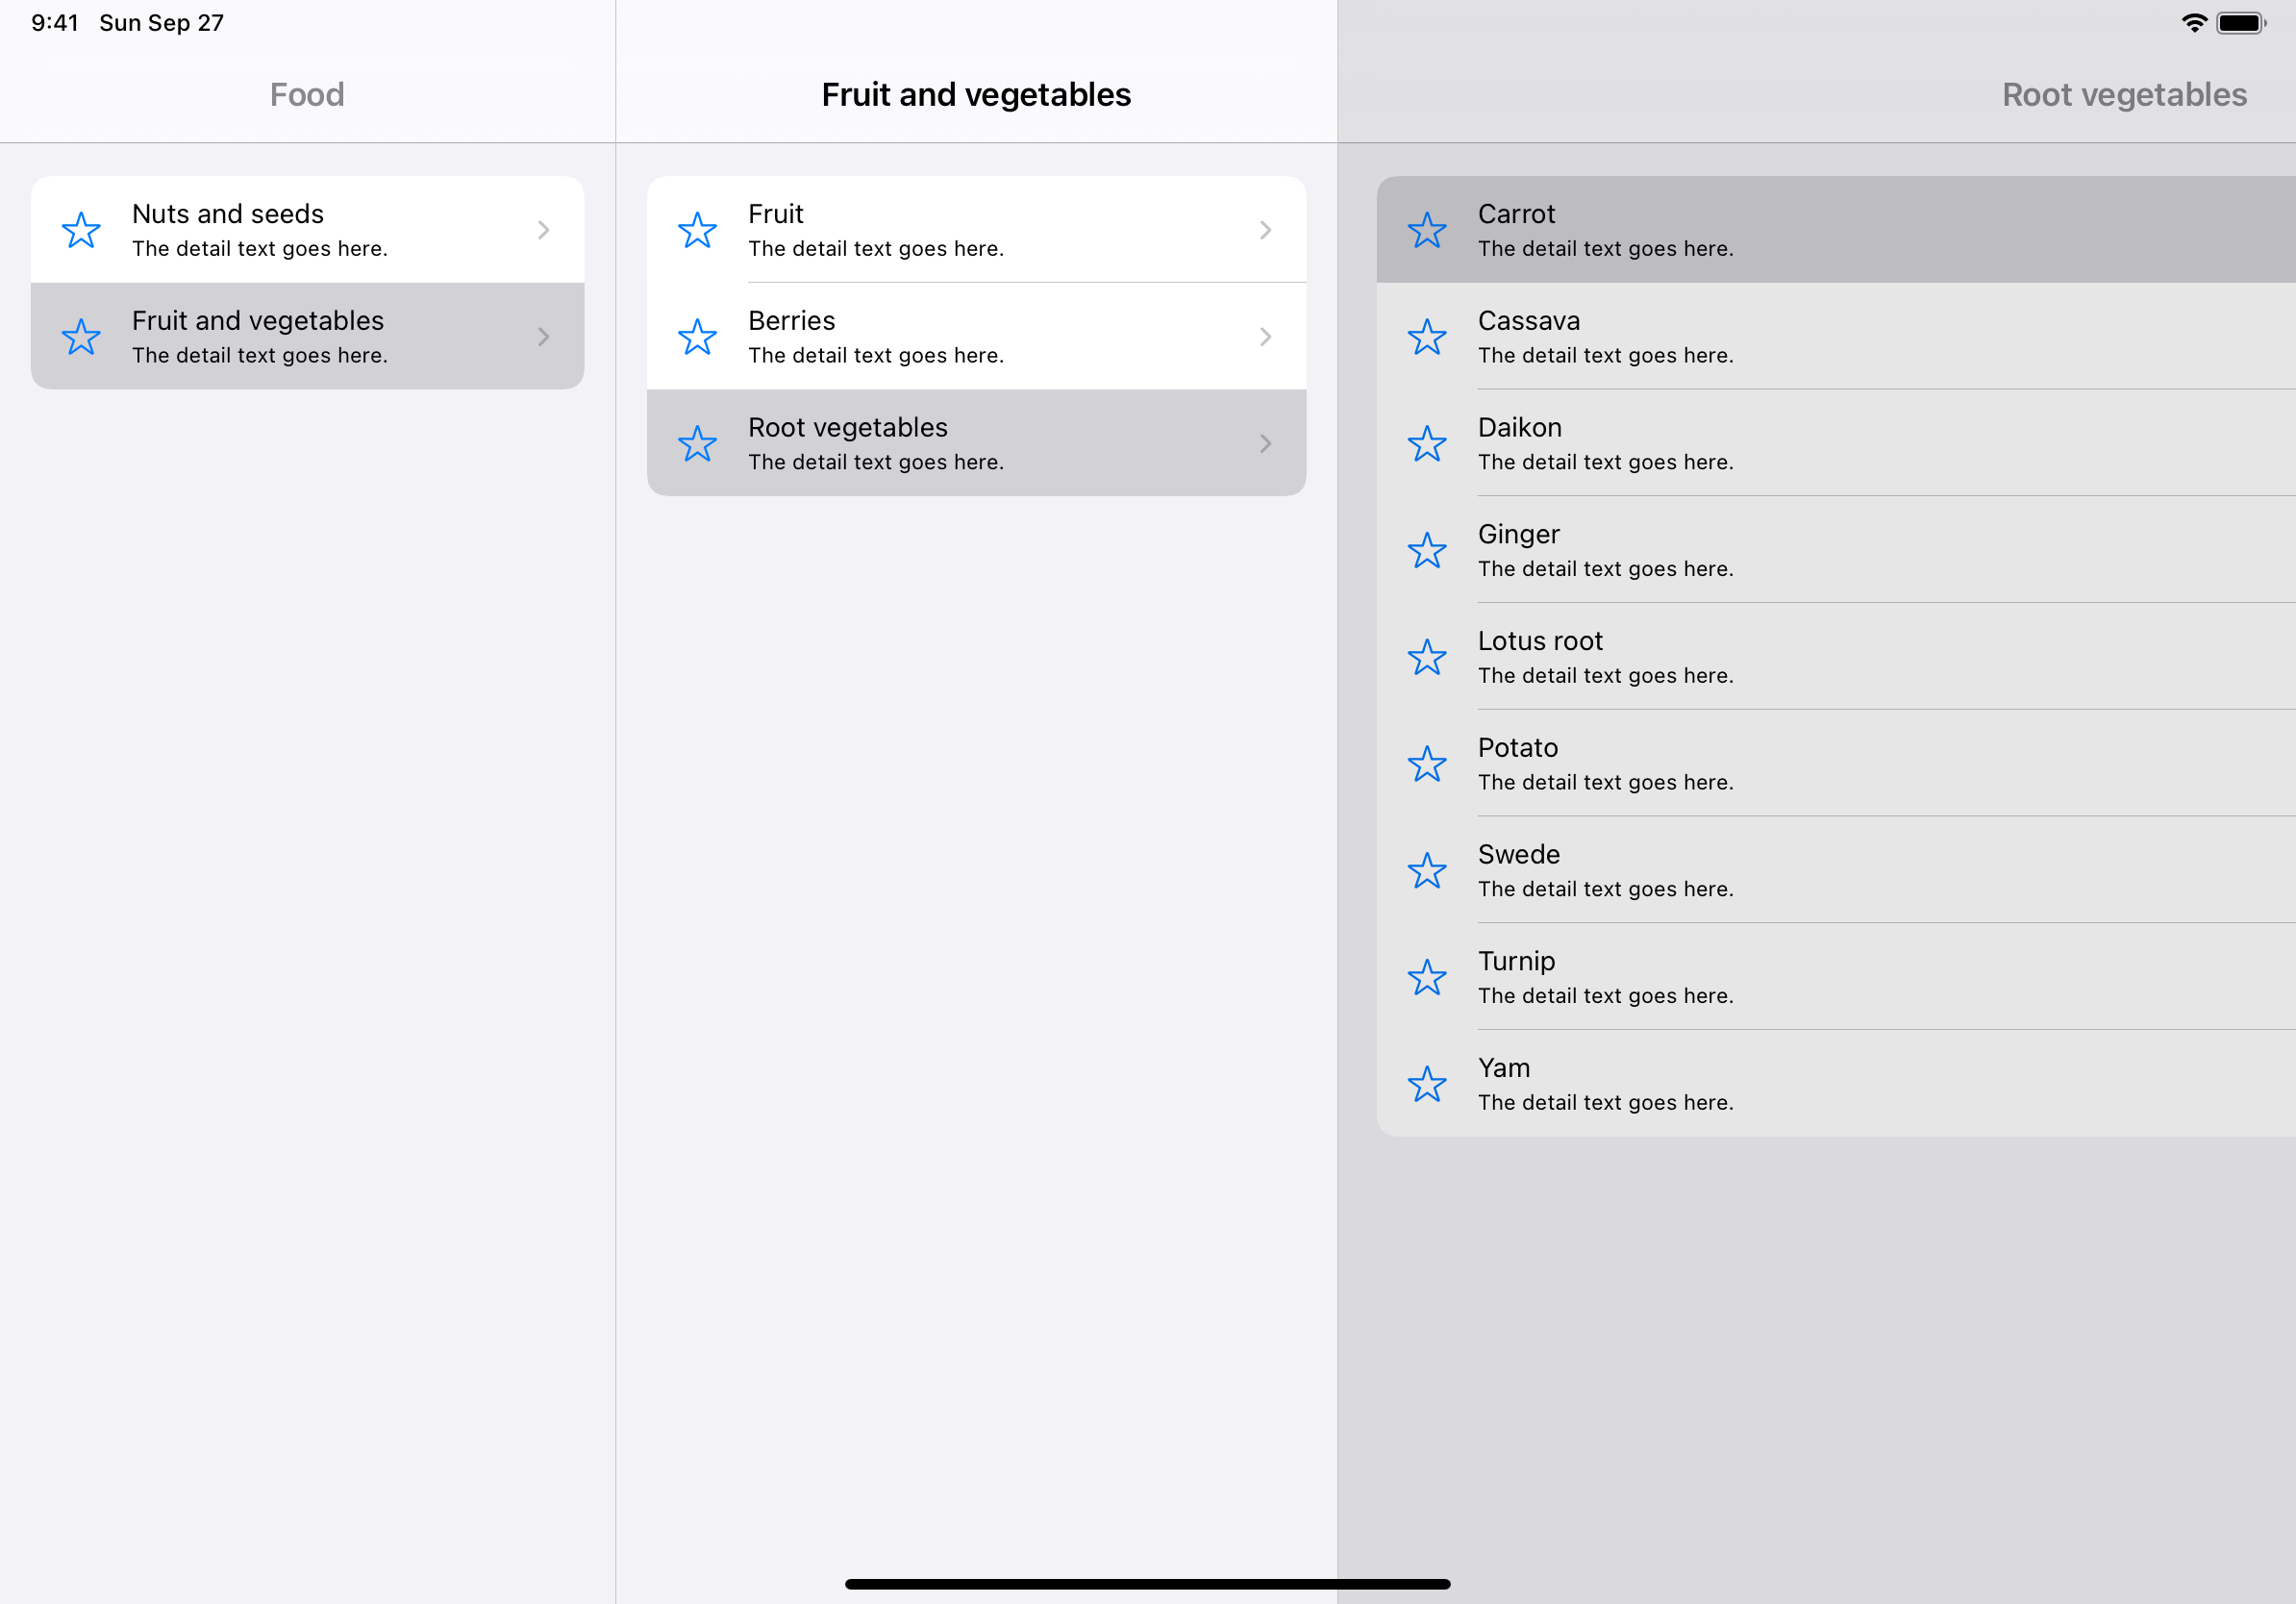 9:41 Sun Sep 27
Food
Nuts and seeds
The detail text goes here.
Fruit and vegetables
The detail text goes here.
Fruit and vegetables
Fruit
The detail text goes here.
Berries
The detail text goes here.
Root vegetables
The detail text goes here.
Root vegetables
Carrot
The detail text goes here.
Cassava
The detail text goes here.
Daikon
The detail text goes here.
Ginger
The detail text goes here.
Lotus root
The detail text goes here.
Potato
The detail text goes here.
Swede
The detail text goes here.
Turnip
The detail text goes here.
Yam
The detail text goes here.